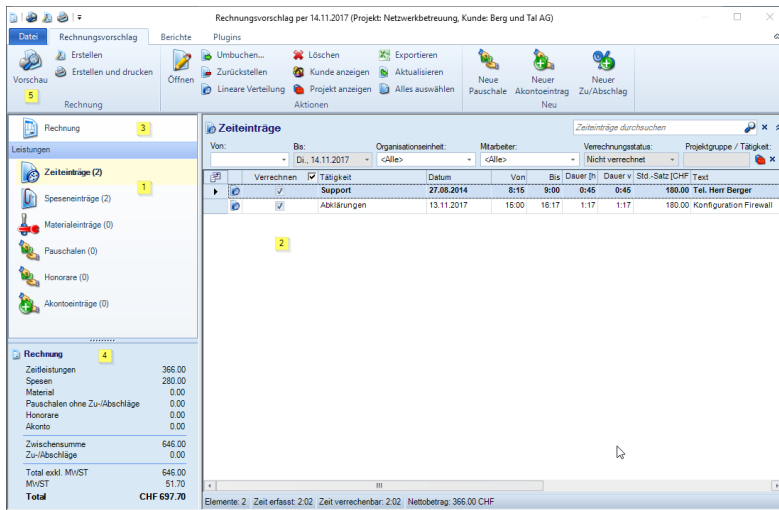 Rechnungsvorschlag per 14.11.2017 (Projekt: Netzwerkbetreuung, Kunde: Berg und Tal AG)
Datei Rechnungsvorschlag Berichte Plugins
Vorschau
5
Erstellen
Erstellen und drucken
Rechnung
Öffnen
Umbuchen...
Zurückstellen
Lineare Verteilung
Löschen
Kunde anzeigen
Projekt anzeigen
Exportieren
Aktualisieren
Alles auswählen
Aktionen
Neue Pauschale
Neuer Akontoeintrag
Neuer Zu/Abschlag
Neu
Rechnung 3
Leistungen
Zeiteinträge (2)
1
Speseneinträge (2)
Materialeinträge (0)
Pauschalen (0)
Honorare (0)
Akontoeinträge (0)
Rechnung 4
Zeitleistungen 366.00
Spesen 280.00
Material 0.00
Pauschalen ohne Zu-/Abschläge 0.00
Honorare 0.00
Akonto 0.00
Zwischensumme 646.00
Zu-/Abschläge 0.00
Total exkl. MWST 646.00
MWST 51.70
Total CHF 697.70
Zeiteinträge Zeiteinträge durchsuchen
Von: Bis: Organisationseinheit: Mitarbeiter: Verrechnungsstatus: Projektgruppe / Tätigkeit:
Di., 14.11.2017 <Alle> <Alle> Nicht verrechnet
Verrechnen Tätigkeit Datum Von Bis Dauer [h Dauer v Std.-Satz [CHF Text
Support 27.08.2014 8:15 9:00 0:45 0:45 180.00 Tel. Herr Berger
Abklärungen 13.11.2017 15:00 16:17 1:17 1:17 180.00 Konfiguration Firewall
2
Elemente: 2 Zeit erfasst: 2:02 Zeit verrechenbar: 2:02 Nettobetrag: 366.00 CHF